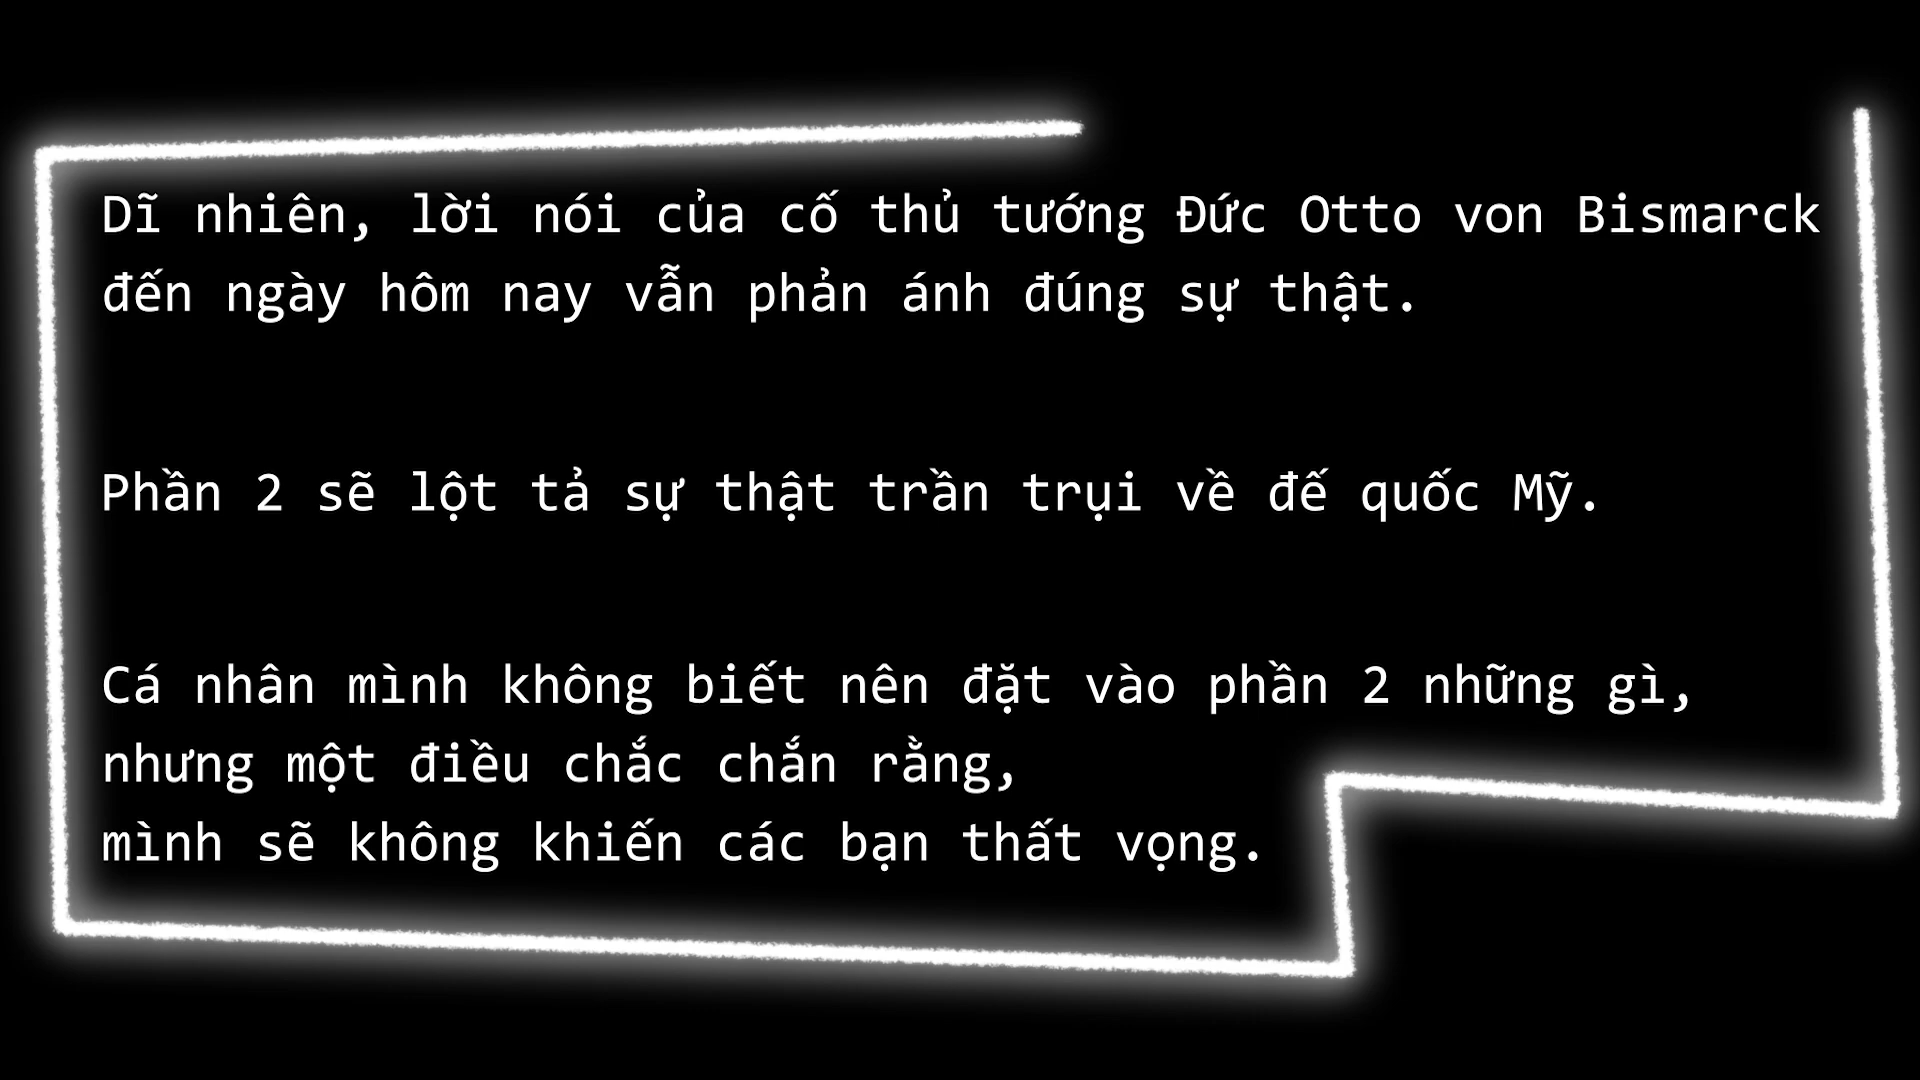 Dĩ nhiên, lời nói của cố thủ tướng Đức Otto von Bismarck
đến ngày hôm nay vẫn phản ánh đúng sự thật.
Phần 2 sẽ lột tả sự thật trần trụi về đế quốc Mỹ.
Cá nhân mình không biết nên đặt vào phần 2 những gì,
nhưng một điều chắc chắn rằng,
mình sẽ không khiến các bạn thất vọng.